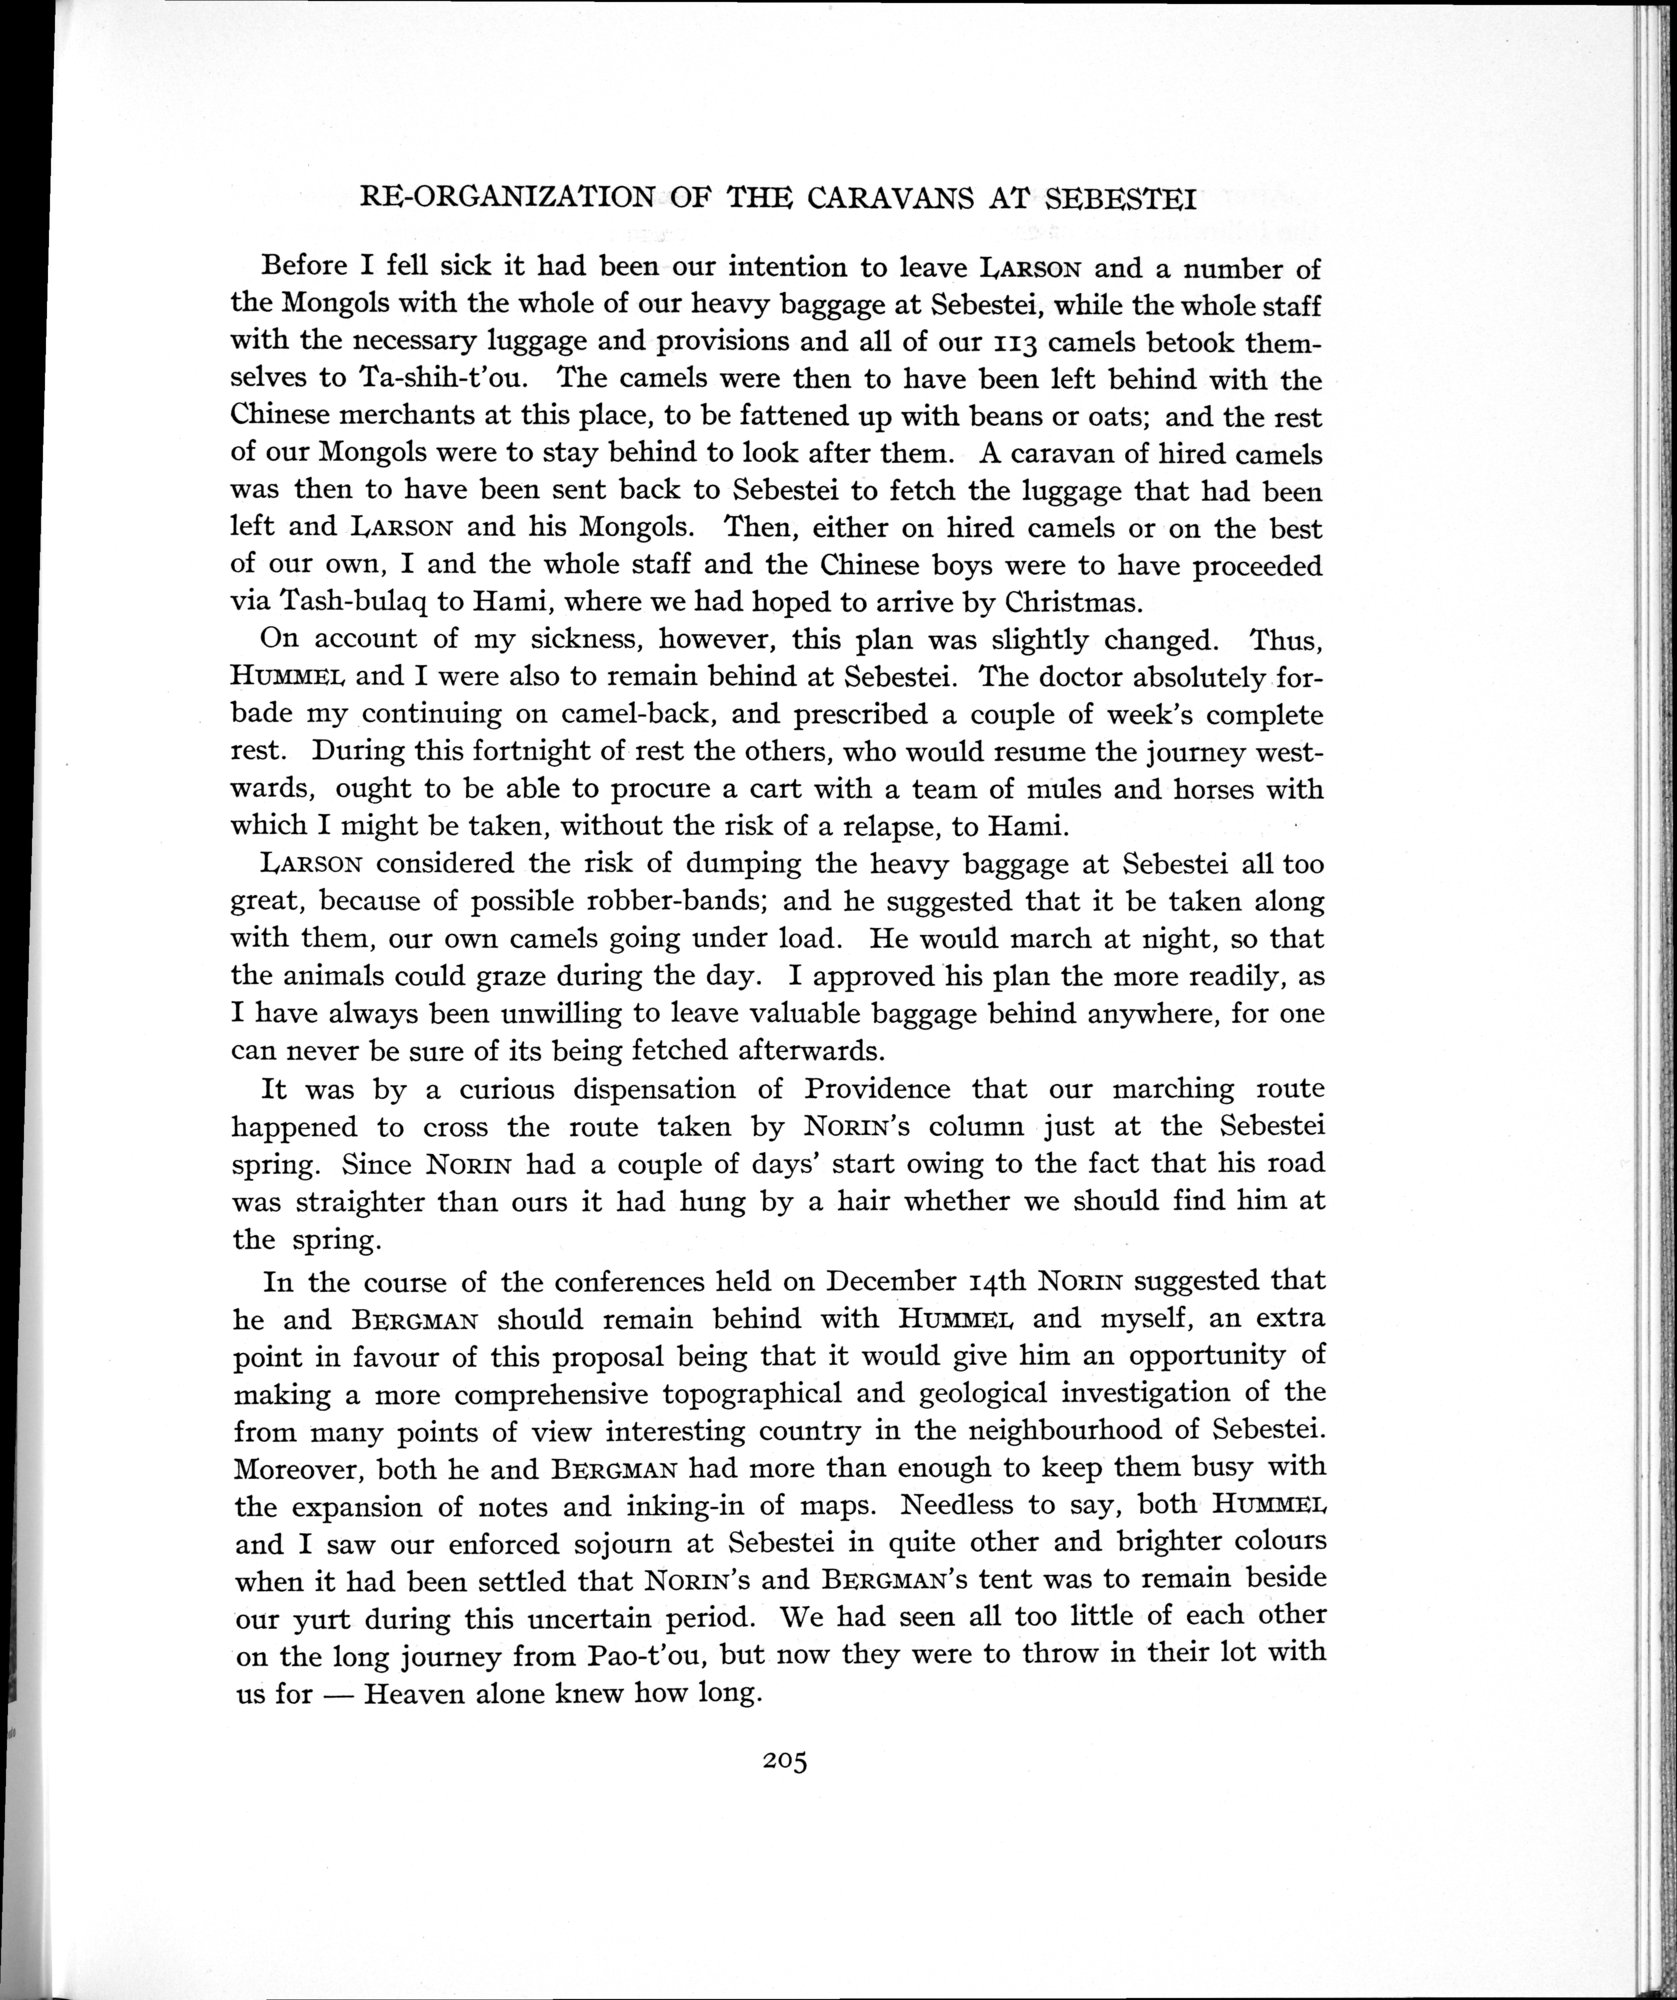 RE-ORGANIZATION OF THE CARAVANS AT SEBESTEI
Before I fell sick it had been our intention to leave LARSON and a number of
the Mongols with the whole of our heavy baggage at Sebestei, while the whole staff
with the necessary luggage and provisions and all of our 113 camels betook them-
selves to Ta-shih-t'ou. The camels were then to have been left behind with the
Chinese merchants at this place, to be fattened up with beans or oats; and the rest
of our Mongols were to stay behind to look after them. A caravan of hired camels
was then to have been sent back to Sebestei to fetch the luggage that had been
left and LARSON and his Mongols. Then, either on hired camels or on the best
of our own, I and the whole staff and the Chinese boys were to have proceeded
via Tash-bulaq to Hami, where we had hoped to arrive by Christmas.
On account of my sickness, however, this plan was slightly changed. Thus,
HUMMEL and I were also to remain behind at Sebestei. The doctor absolutely for-
bade my continuing on camel-back, and prescribed a couple of week's complete
rest. During this fortnight of rest the others, who would resume the journey west-
wards, ought to be able to procure a cart with a team of mules and horses with
which I might be taken, without the risk of a relapse, to Hami.
LARSON considered the risk of dumping the heavy baggage at Sebestei all too
great, because of possible robber-bands; and he suggested that it be taken along
with them, our own camels going under load. He would march at night, so that
the animals could graze during the day. I approved his plan the more readily, as
I have always been unwilling to leave valuable baggage behind anywhere, for one
can never be sure of its being fetched afterwards.
It was by a curious dispensation of Providence that our marching route
happened to cross the route taken by NORIN's column just at the Sebestei
spring. Since NORIN had a couple of days' start owing to the fact that his road
was straighter than ours it had hung by a hair whether we should find him at
the spring.
In the course of the conferences held on December 14th NORIN suggested that
he and BERGMAN should remain behind with HUMMEL and myself, an extra
point in favour of this proposal being that it would give him an opportunity of
making a more comprehensive topographical and geological investigation of the
from many points of view interesting country in the neighbourhood of Sebestei.
Moreover, both he and BERGMAN had more than enough to keep them busy with
the expansion of notes and inking-in of maps. Needless to say, both HUMMEL
and I saw our enforced sojourn at Sebestei in quite other and brighter colours
when it had been settled that NORIN's and BERGMAN's tent was to remain beside
our yurt during this uncertain period. We had seen all too little of each other
on the long journey from Pao-t'ou, but now they were to throw in their lot with
us for — Heaven alone knew how long.
205